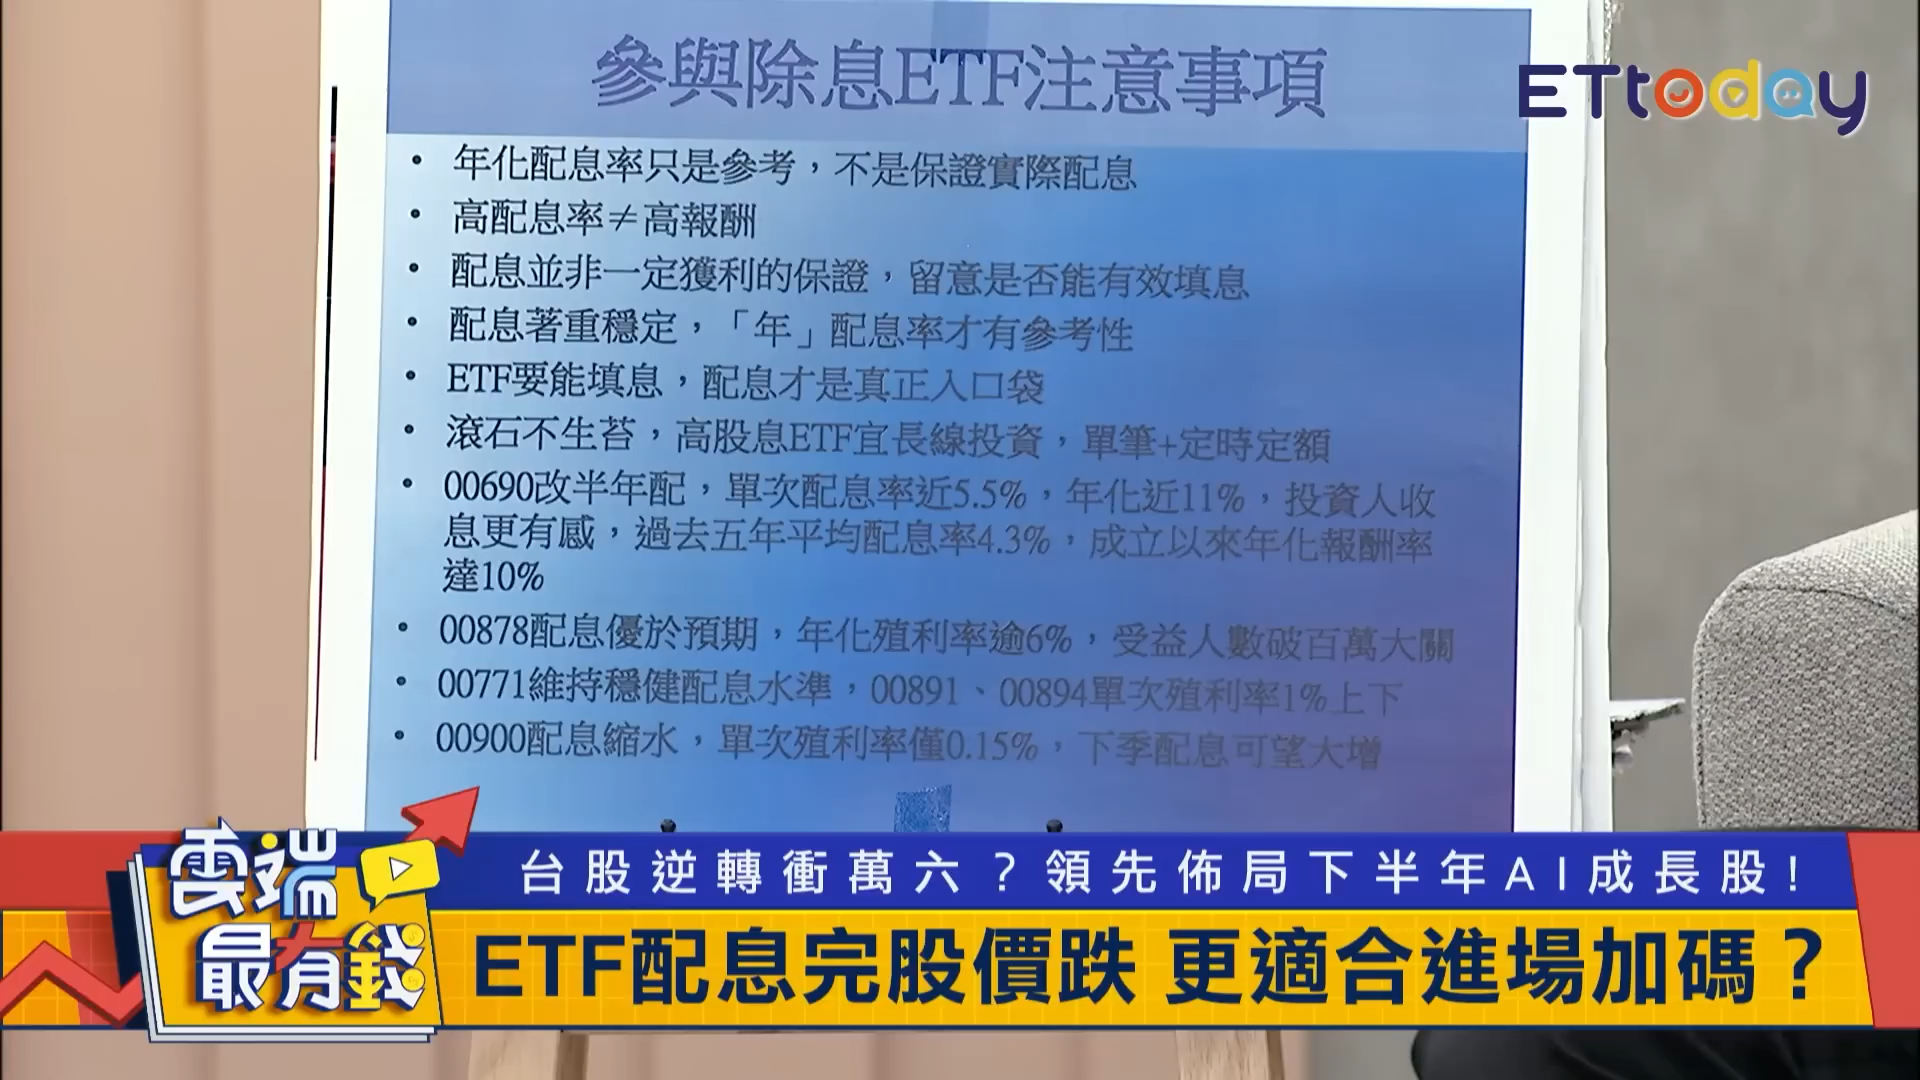 參與除息ETF注意事項
ETtoday
• 年化配息率只是參考，不是保證實際配息
• 高配息率≠高報酬
• 配息並非一定獲利的保證，留意是否能有效填息
• 配息著重穩定，「年」配息率才有參考性
• ETF要能填息，配息才是真正入口袋
• 滾石不生苔，高股息ETF宜長線投資，單筆+定時定額
• 00690改半年配，單次配息率近5.5%，年化近11%，投資人收
息更有感，過去五年平均配息率4.3%，成立以來年化報酬率
達10%
• 00878配息優於預期，年化殖利率逾6%，受益人數破百萬大關
• 00771維持穩健配息水準，00891、00894單次殖利率1%上下
• 00900配息縮水，單次殖利率僅0.15%，下季配息可望大增
雲端
最有錢
台股逆轉衝萬六？領先佈局下半年AI成長股！
ETF配息完股價跌 更適合進場加碼？